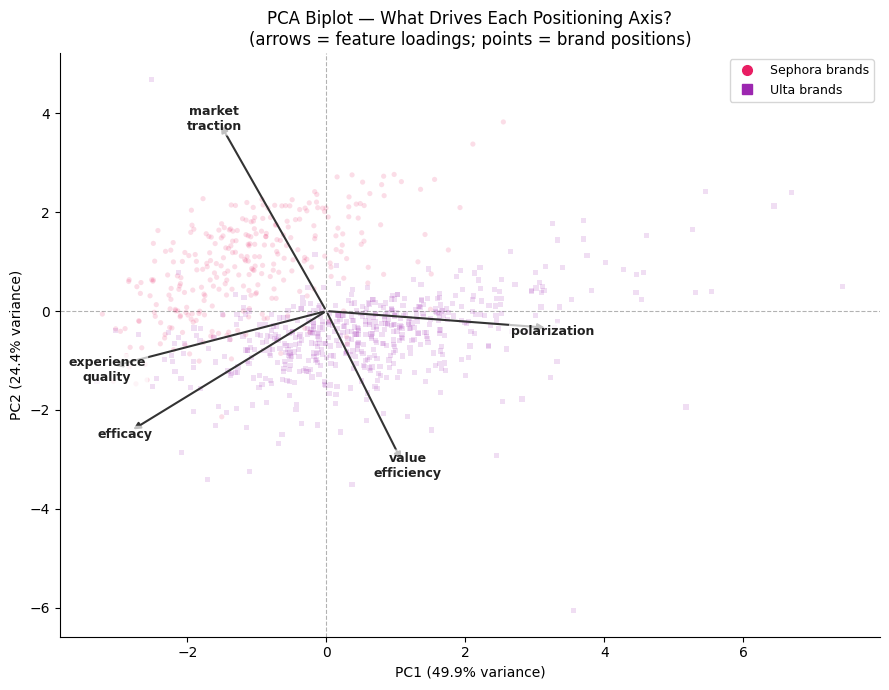 PCA Biplot — What Drives Each Positioning Axis?
(arrows = feature loadings; points = brand positions)
Sephora brands
Ulta brands
market
traction
experience
quality
efficacy
polarization
value
efficiency
PC2 (24.4% variance)
4
2
0
−2
−4
−6
−2
0
2
4
6
PC1 (49.9% variance)